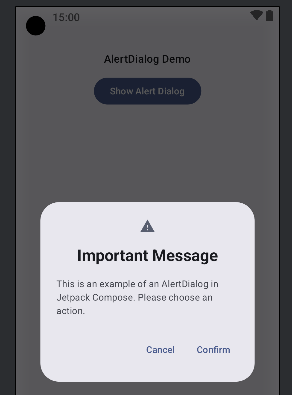 15:00
AlertDialog Demo
Show Alert Dialog
Important Message
This is an example of an AlertDialog in
Jetpack Compose. Please choose an
action.
Cancel Confirm